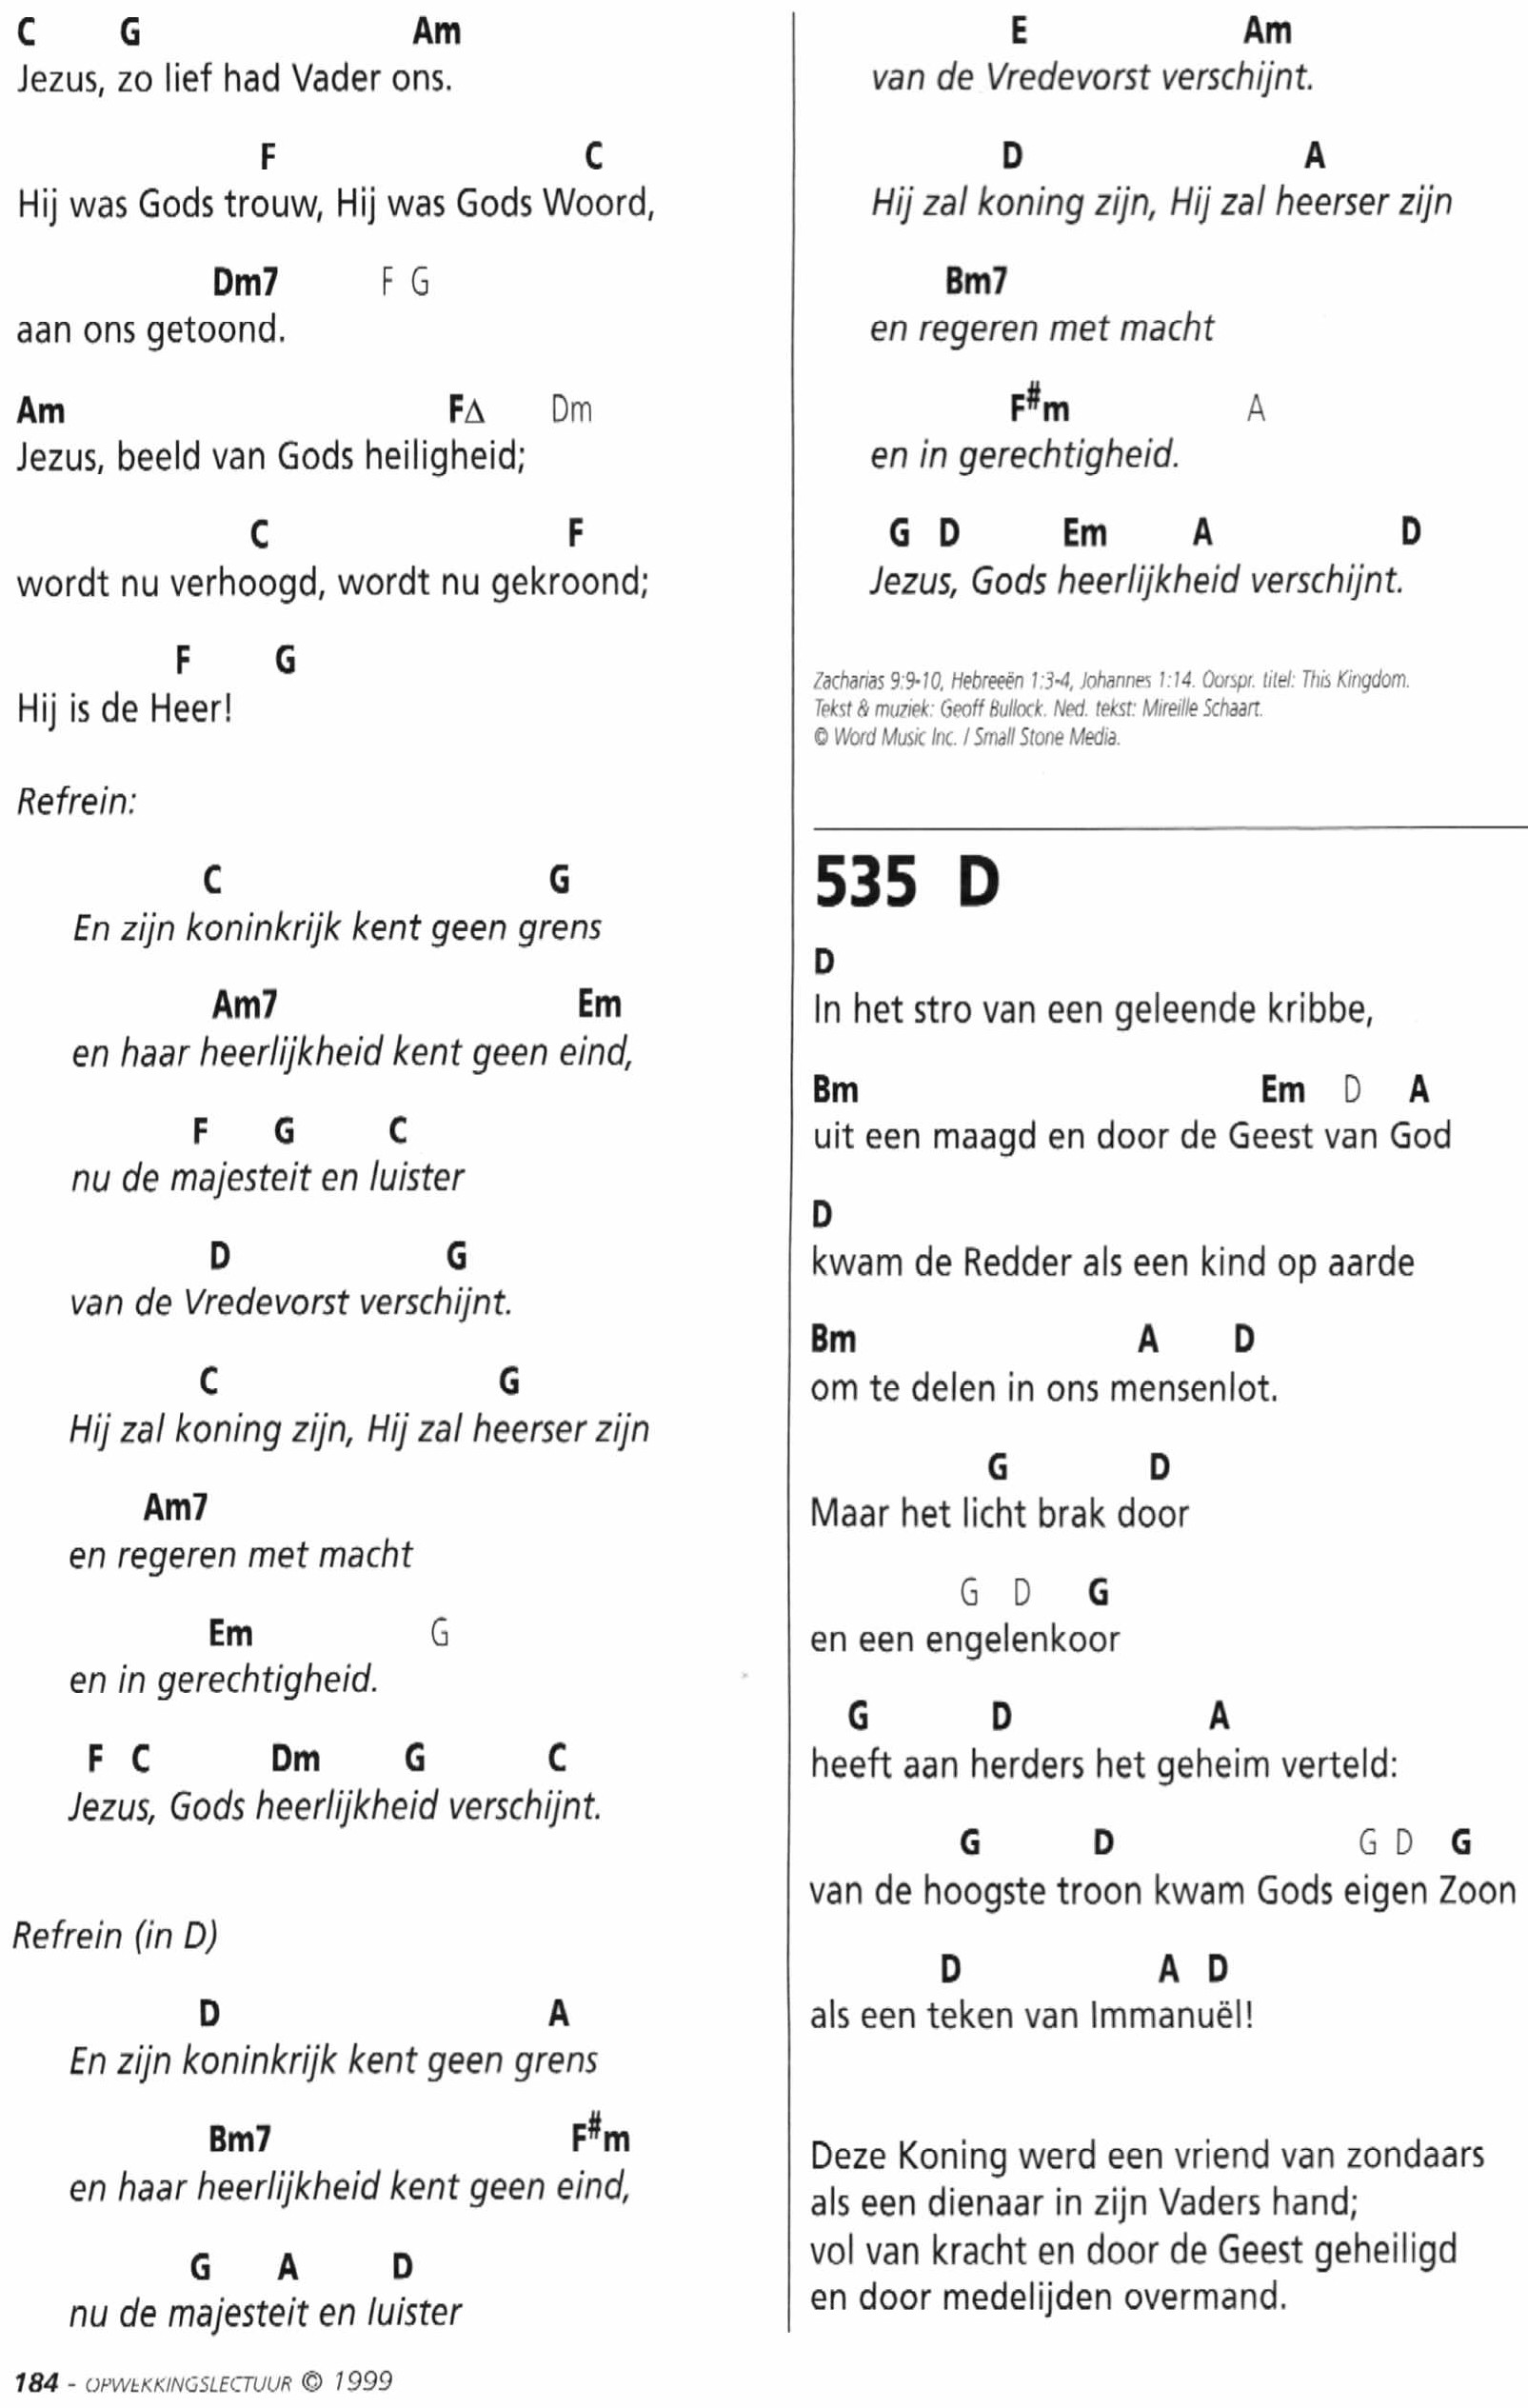 C G Am
Jezus, zo lief had Vader ons.
F C
Hij was Gods trouw, Hij was Gods Woord,
Dm7 F G
aan ons getoond.
Am F∆ Dm
Jezus, beeld van Gods heiligheid;
C F
wordt nu verhoogd, wordt nu gekroond;
F G
Hij is de Heer!
Refrein:
C G
En zijn koninkrijk kent geen grens
Am7 Em
en haar heerlijkheid kent geen eind,
F G C
nu de majesteit en luister
D G
van de Vredevorst verschijnt.
C G
Hij zal koning zijn, Hij zal heerser zijn
Am7
en regeren met macht
Em G
en in gerechtigheid.
F C Dm G C
Jezus, Gods heerlijkheid verschijnt.
Refrein (in D)
D A
En zijn koninkrijk kent geen grens
Bm7 F#m
en haar heerlijkheid kent geen eind,
G A D
nu de majesteit en luister
E Am
van de Vredevorst verschijnt.
D A
Hij zal koning zijn, Hij zal heerser zijn
Bm7
en regeren met macht
F#m A
en in gerechtigheid.
G D Em A D
Jezus, Gods heerlijkheid verschijnt.
Zacharias 9:9-10, Hebreeën 1:3-4, Johannes 1:14. Oorspr. titel: This Kingdom.
Tekst & muziek: Geoff Bullock. Ned. tekst: Mireille Schaart.
© Word Music Inc. / Small Stone Media.
535 D
D
In het stro van een geleende kribbe,
Bm Em D A
uit een maagd en door de Geest van God
D
kwam de Redder als een kind op aarde
Bm A D
om te delen in ons mensenlot.
G D
Maar het licht brak door
G D G
en een engelenkoor
G D A
heeft aan herders het geheim verteld:
G D G D G
van de hoogste troon kwam Gods eigen Zoon
D A D
als een teken van Immanuël!
Deze Koning werd een vriend van zondaars
als een dienaar in zijn Vaders hand;
vol van kracht en door de Geest geheiligd
en door medelijden overmand.
184 - OPWEKKINGSLECTUUR © 1999